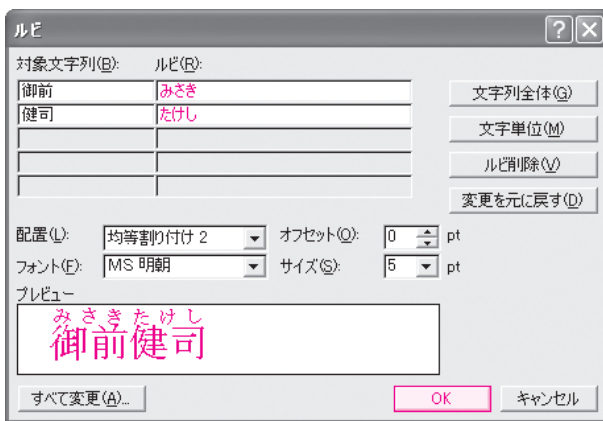 ルビ
対象文字列(B): ルビ(R):
御前 みさき
健司 たけし
文字列全体(G)
文字単位(M)
ルビ削除(V)
変更を元に戻す(D)
配置(L): 均等割り付け 2 オフセット(O): 0 pt
フォント(F): MS 明朝 サイズ(S): 5 pt
プレビュー
みさきたけし
御前健司
すべて変更(A)... OK キャンセル